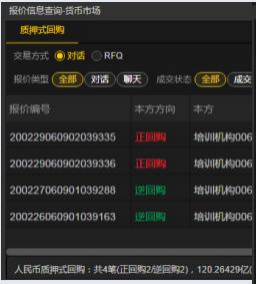 报价信息查询-货币市场
质押式回购
交易方式 对话 RFQ
报价类型 全部 对话 聊天 成交状态 全部 成交
报价编号 本方方向 本方
200229060902039335 正回购 培训机构006
200229060902039336 正回购 培训机构006
200227060901039288 逆回购 培训机构006
200226060901039163 逆回购 培训机构006
人民币质押式回购：共4笔(正回购2/逆回购2)，120.26429亿(